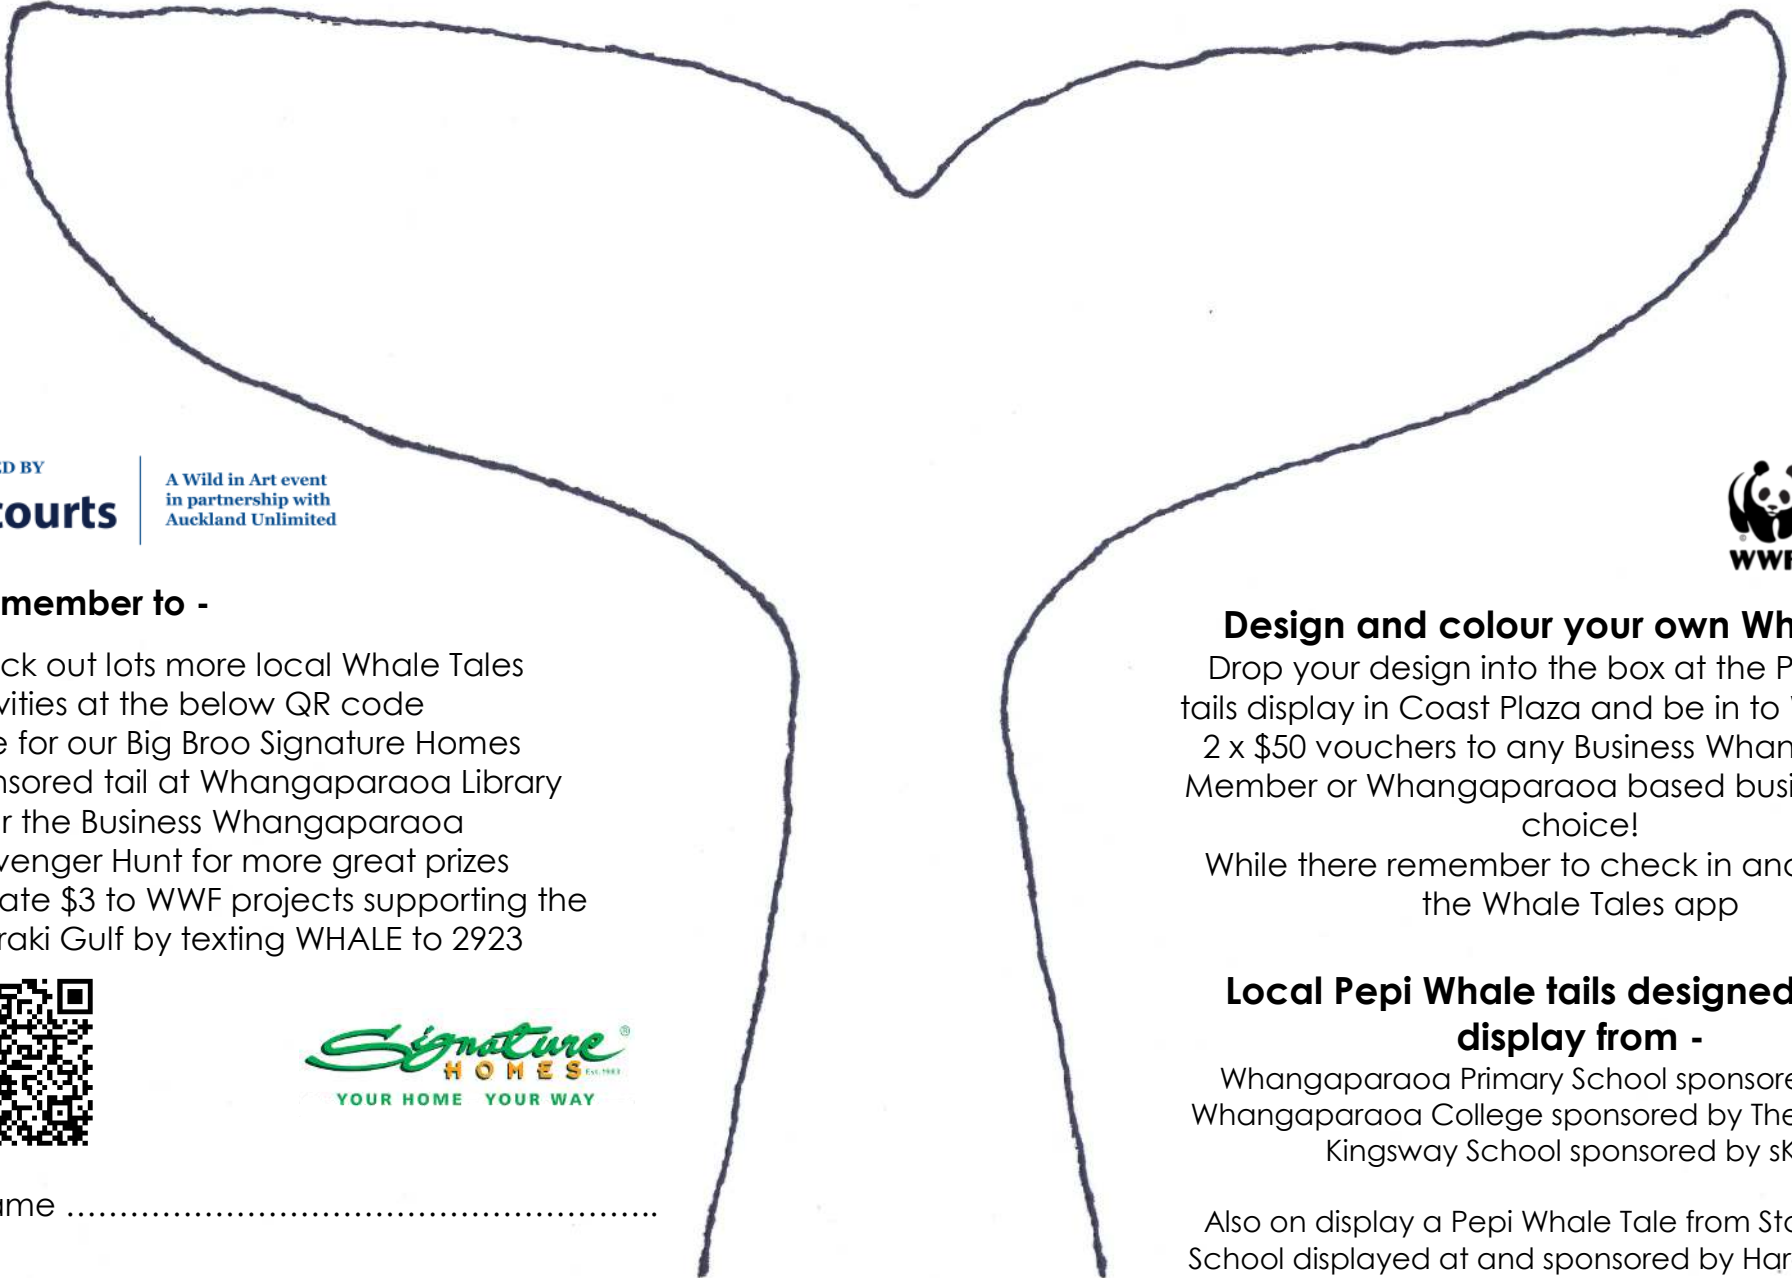 ED BY
courts
A Wild in Art event
in partnership with
Auckland Unlimited
member to -
ck out lots more local Whale Tales
vities at the below QR code
e for our Big Broo Signature Homes
nsored tail at Whangaparaoa Library
r the Business Whangaparaoa
venger Hunt for more great prizes
ate $3 to WWF projects supporting the
raki Gulf by texting WHALE to 2923
Signature ®
HOMES Est. 1983
YOUR HOME YOUR WAY
ame ……………………………………………….
WWF
Design and colour your own Wh
Drop your design into the box at the P
tails display in Coast Plaza and be in to
2 x $50 vouchers to any Business Whan
Member or Whangaparaoa based busi
choice!
While there remember to check in and
the Whale Tales app
Local Pepi Whale tails designed
display from -
Whangaparaoa Primary School sponsore
Whangaparaoa College sponsored by The
Kingsway School sponsored by sK
Also on display a Pepi Whale Tale from Sta
School displayed at and sponsored by Har